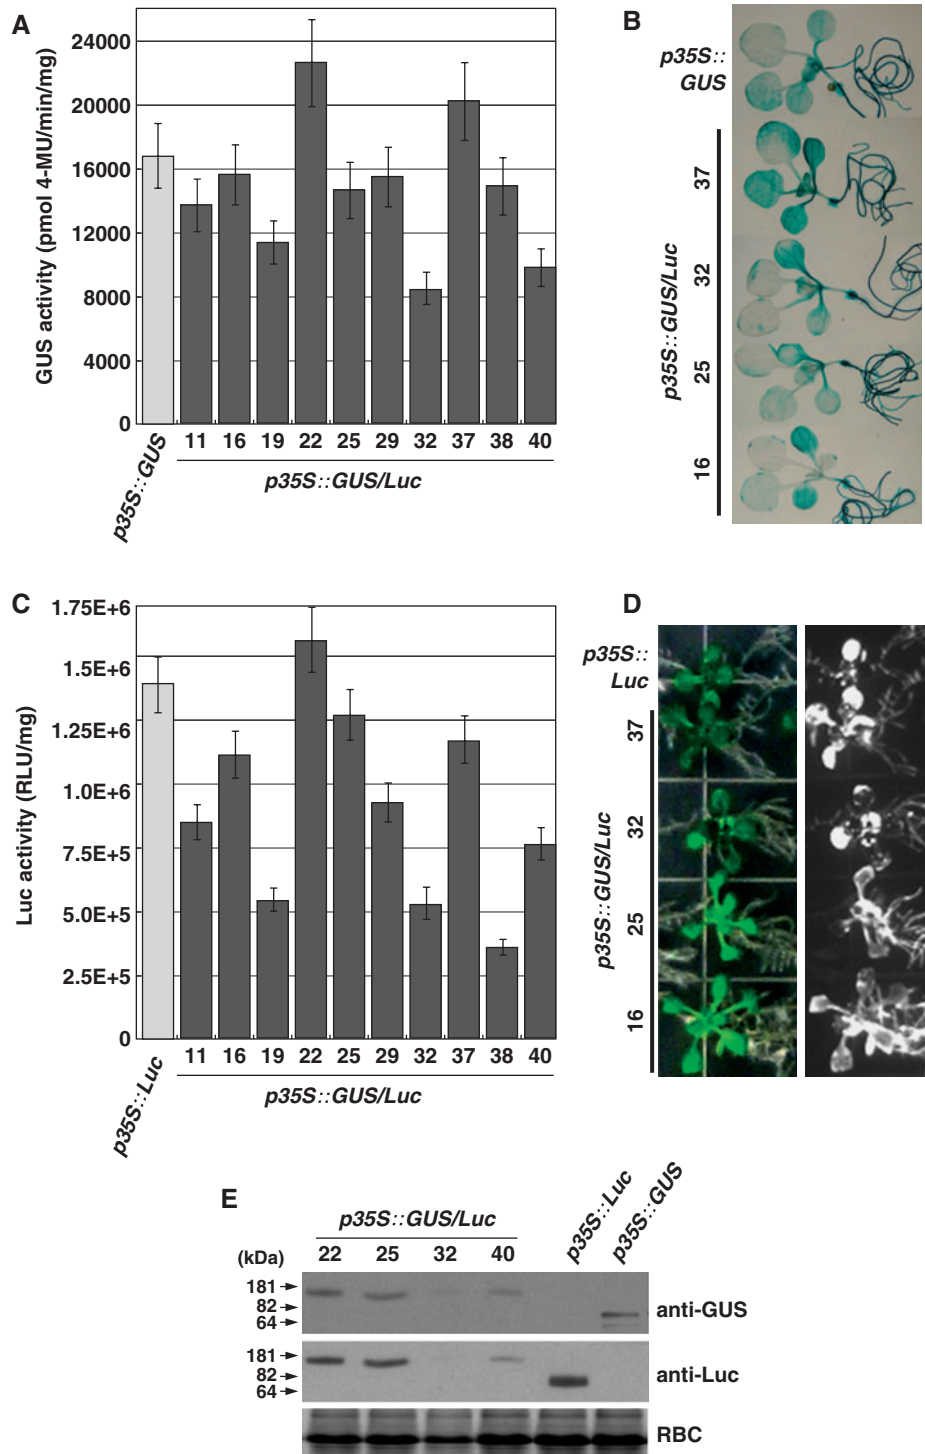 A
GUS activity (pmol 4-MU/min/mg)
24000
20000
16000
12000
8000
4000
0
p35S::GUS
11 16 19 22 25 29 32 37 38 40
p35S::GUS/Luc
B
p35S::
GUS
37
32
25
16
p35S::GUS/Luc
C
Luc activity (RLU/mg)
1.75E+6
1.5E+6
1.25E+6
1.0E+6
7.5E+5
5.0E+5
2.5E+5
0
p35S::Luc
11 16 19 22 25 29 32 37 38 40
p35S::GUS/Luc
D
p35S::
Luc
37
32
25
16
p35S::GUS/Luc
E
p35S::GUS/Luc
p35S::Luc
p35S::GUS
(kDa) 22 25 32 40
181
82
64
anti-GUS
181
82
64
anti-Luc
RBC